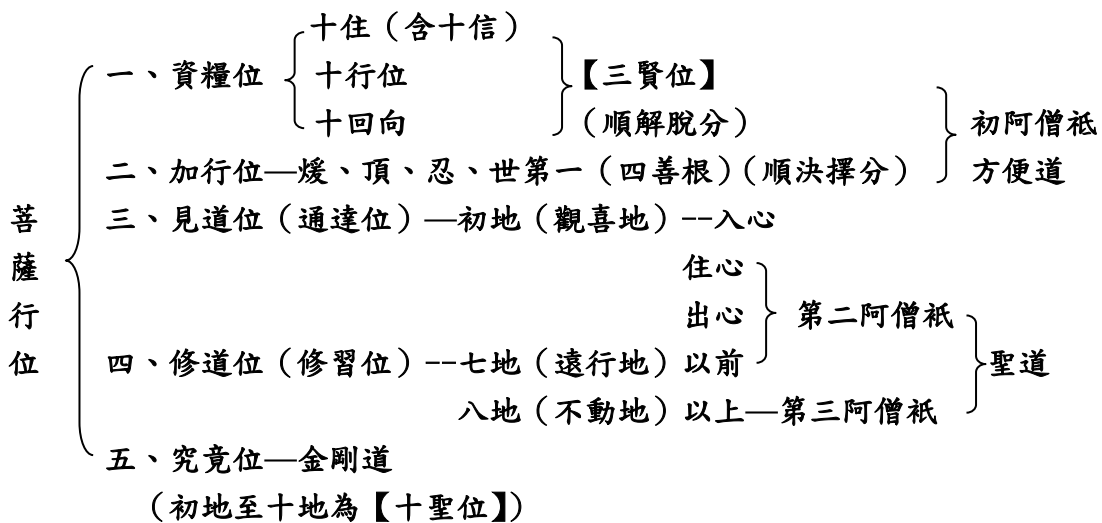 菩薩行位
十住（含十信）
一、資糧位
十行位
【三賢位】
十回向
（順解脫分）
初阿僧祇
二、加行位—煖、頂、忍、世第一（四善根）（順決擇分）
方便道
三、見道位（通達位）—初地（觀喜地）--入心
住心
出心
第二阿僧祇
四、修道位（修習位）--七地（遠行地）以前
聖道
八地（不動地）以上—第三阿僧祇
五、究竟位—金剛道
（初地至十地為【十聖位】）